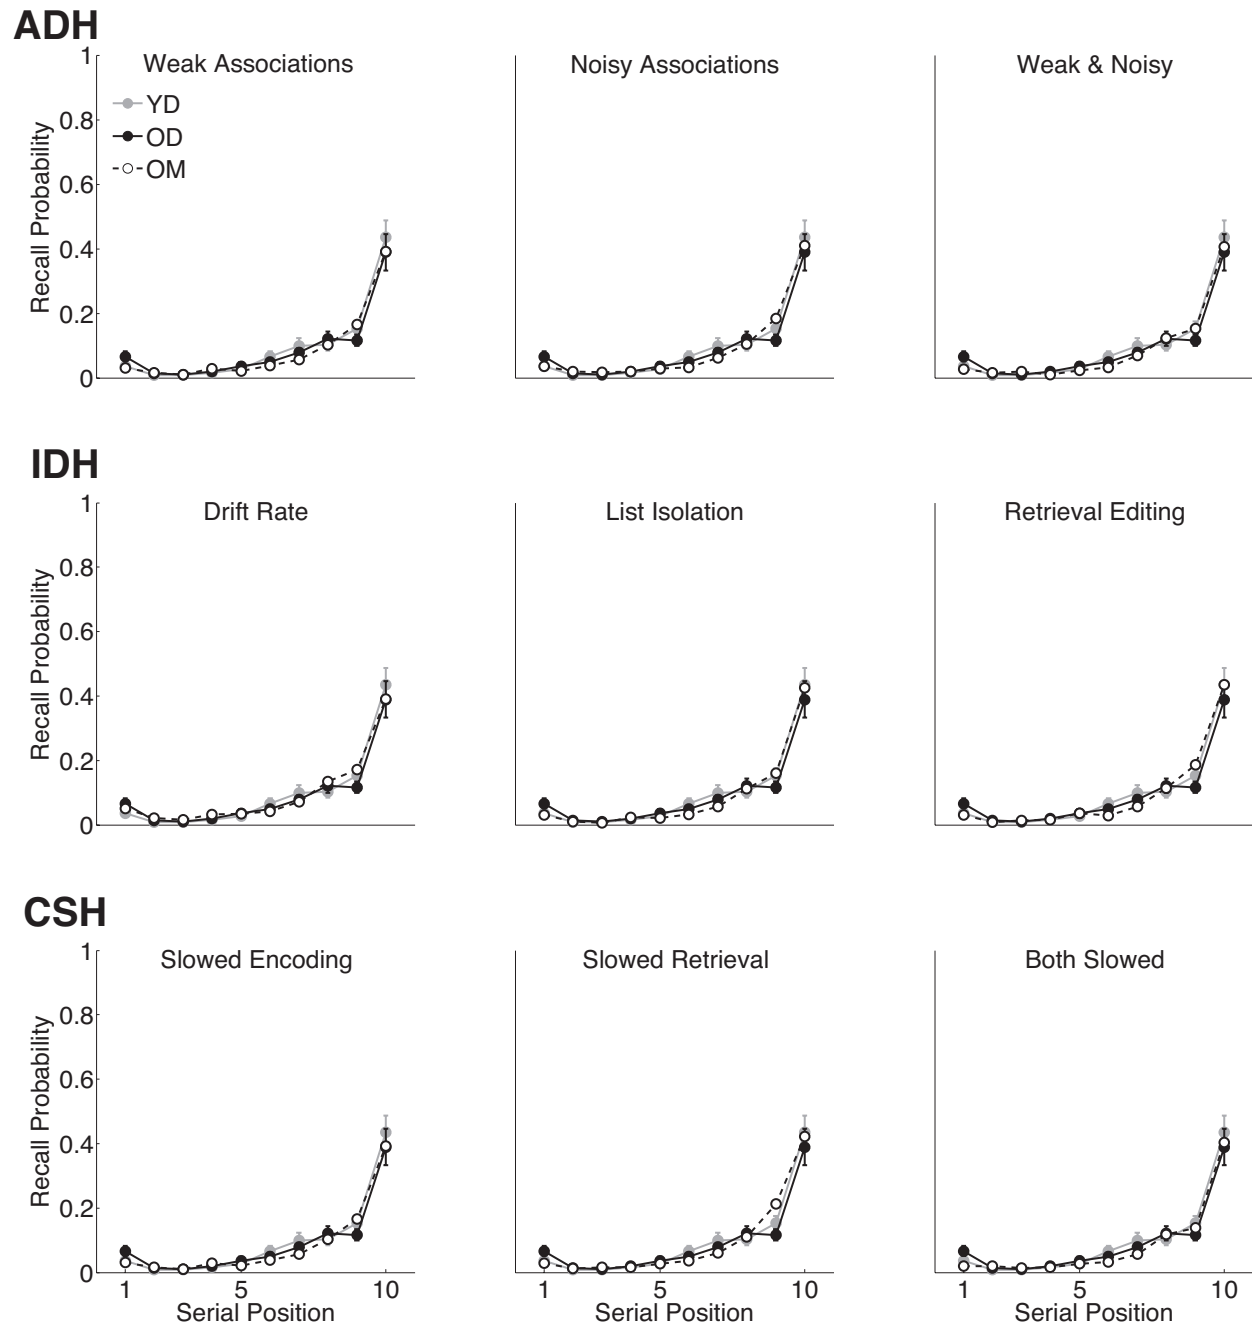 ADH
Weak Associations
Noisy Associations
Weak & Noisy
YD
OD
OM
Recall Probability
1
0.8
0.6
0.4
0.2
0
IDH
Drift Rate
List Isolation
Retrieval Editing
Recall Probability
1
0.8
0.6
0.4
0.2
0
CSH
Slowed Encoding
Slowed Retrieval
Both Slowed
Recall Probability
1
0.8
0.6
0.4
0.2
0
1 5 10
1 5 10
1 5 10
Serial Position
Serial Position
Serial Position